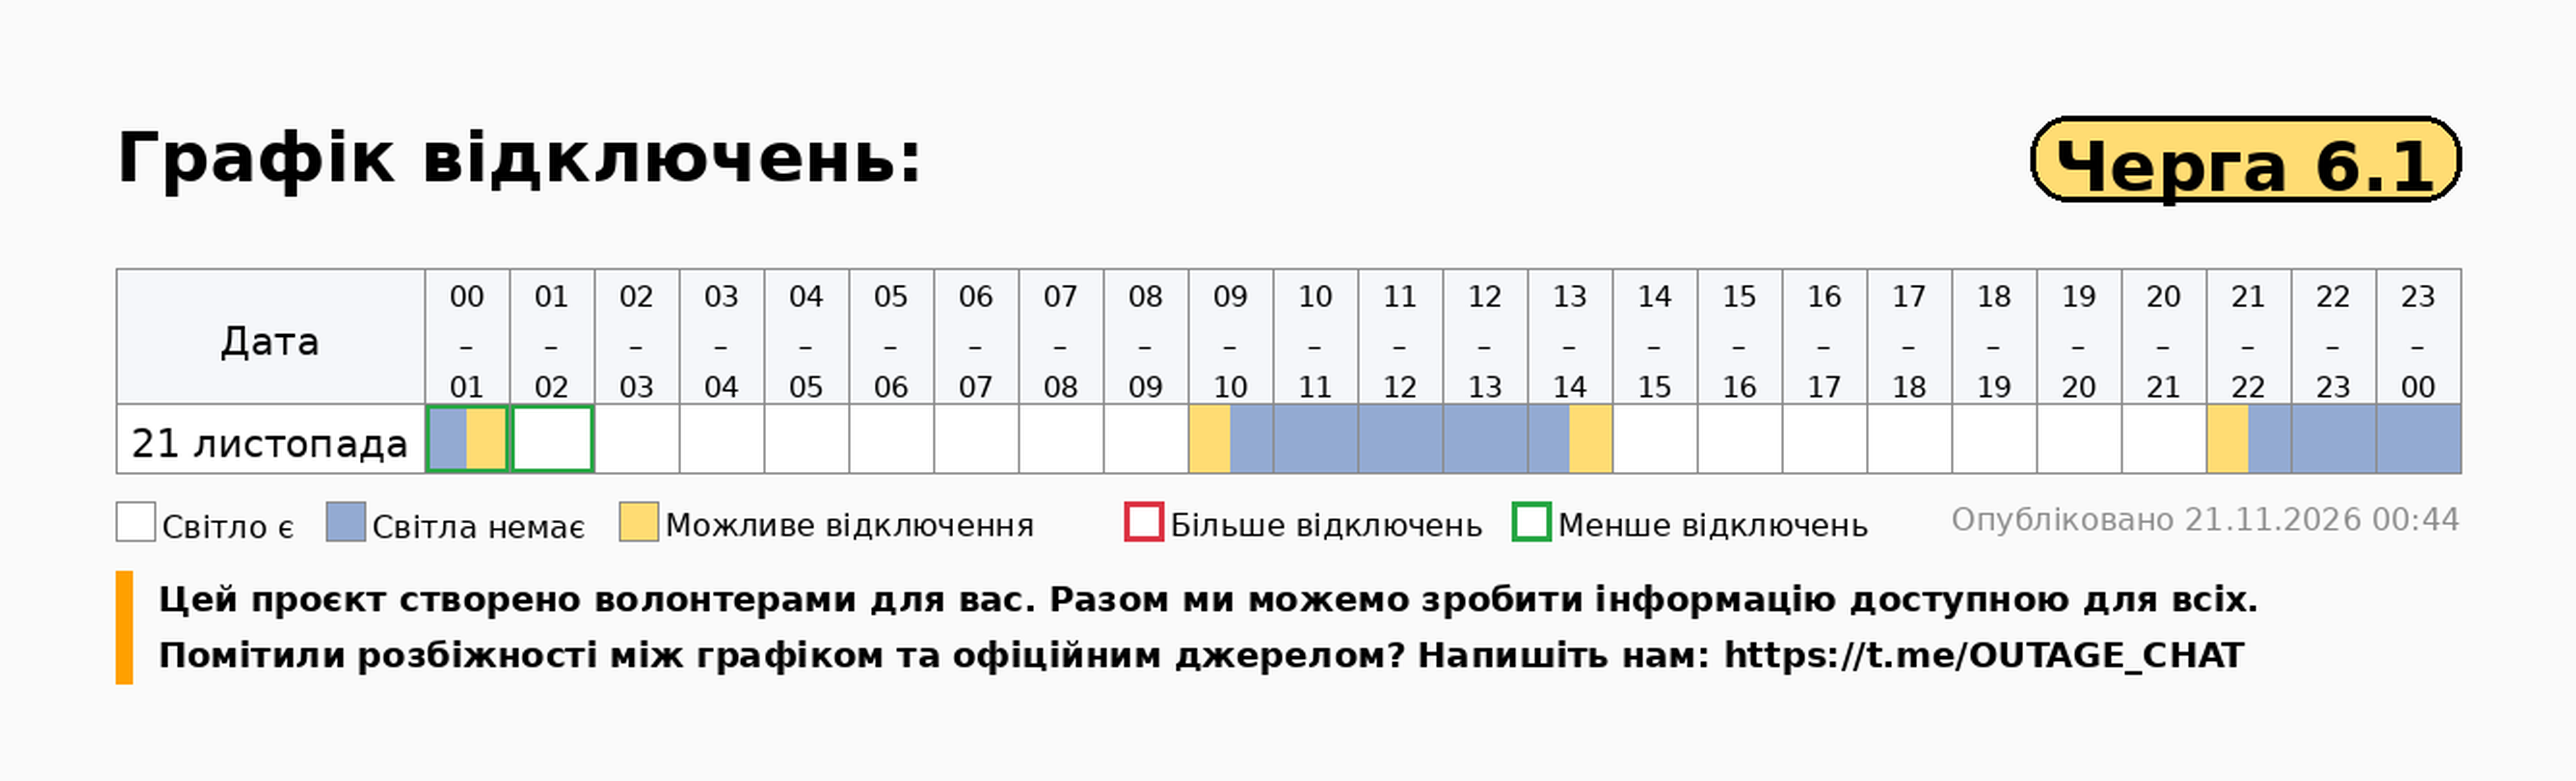 Графік відключень:
Черга 6.1
Дата
00 – 01
01 – 02
02 – 03
03 – 04
04 – 05
05 – 06
06 – 07
07 – 08
08 – 09
09 – 10
10 – 11
11 – 12
12 – 13
13 – 14
14 – 15
15 – 16
16 – 17
17 – 18
18 – 19
19 – 20
20 – 21
21 – 22
22 – 23
23 – 00
21 листопада
Світло є
Світла немає
Можливе відключення
Більше відключень
Менше відключень
Опубліковано 21.11.2026 00:44
Цей проєкт створено волонтерами для вас. Разом ми можемо зробити інформацію доступною для всіх.
Помітили розбіжності між графіком та офіційним джерелом? Напишіть нам: https://t.me/OUTAGE_CHAT